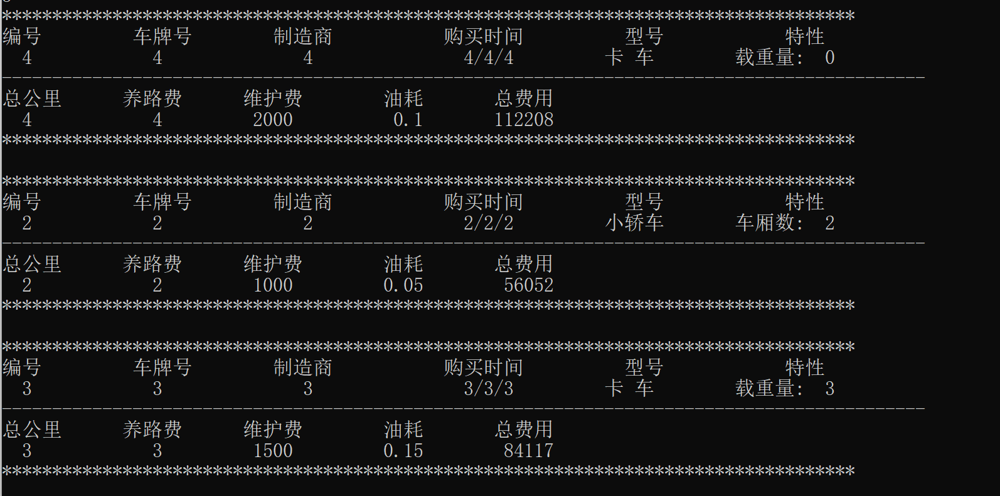 *************************************************************************************
编号 车牌号 制造商 购买时间 型号 特性
4 4 4 4/4/4 卡 车 载重量: 0
--------------------------------------------------------------------------------------------
总公里 养路费 维护费 油耗 总费用
4 4 2000 0.1 112208
*************************************************************************************
*************************************************************************************
编号 车牌号 制造商 购买时间 型号 特性
2 2 2 2/2/2 小轿车 车厢数: 2
--------------------------------------------------------------------------------------------
总公里 养路费 维护费 油耗 总费用
2 2 1000 0.05 56052
*************************************************************************************
*************************************************************************************
编号 车牌号 制造商 购买时间 型号 特性
3 3 3 3/3/3 卡 车 载重量: 3
--------------------------------------------------------------------------------------------
总公里 养路费 维护费 油耗 总费用
3 3 1500 0.15 84117
*************************************************************************************